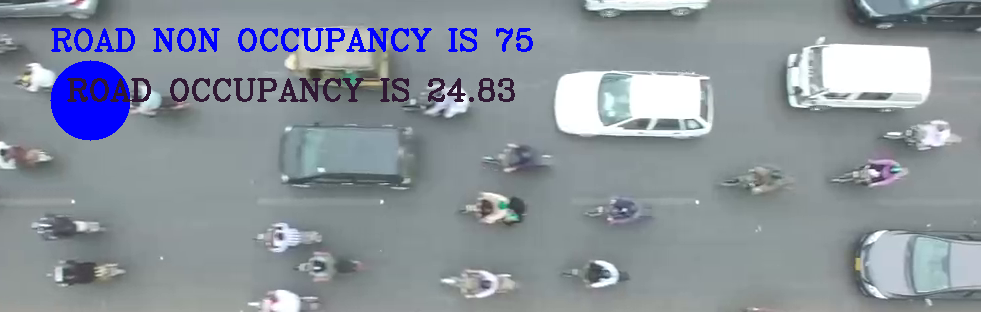 ROAD NON OCCUPANCY IS 75
ROAD OCCUPANCY IS 24.83